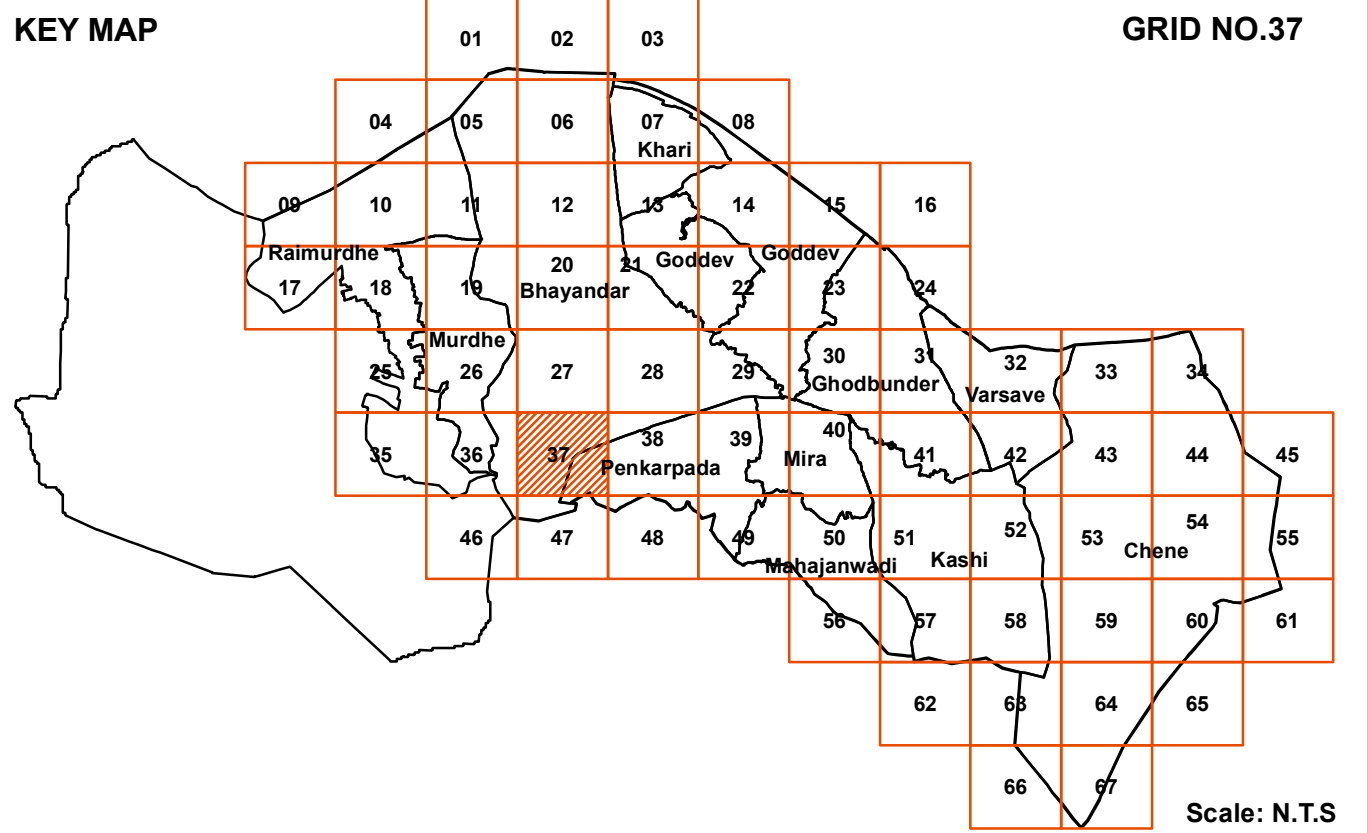 KEY MAP
GRID NO.37
01 02 03
04 05 06 07 08
Khari
09 10 11 12 13 14 15 16
Raimurdhe Goddev Goddev
17 18 19 20 21 22 23 24
Bhayandar
Murdhe
25 26 27 28 29 30 31 32 33 34
Ghodbunder
Varsave
35 36 37 38 39 40 41 42 43 44 45
Penkarpada Mira
46 47 48 49 50 51 52 53 54 55
Mahajanwadi Kashi Chene
56 57 58 59 60 61
62 63 64 65
66 67
Scale: N.T.S